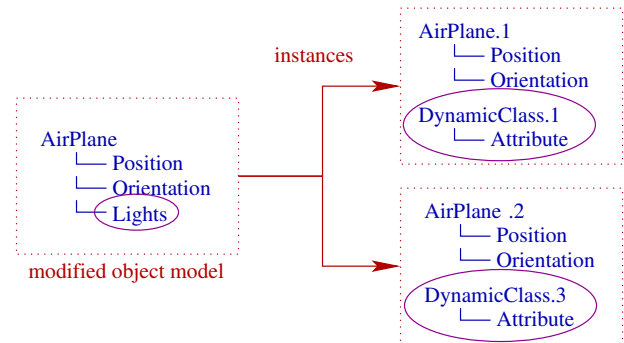 AirPlane
Position
Orientation
Lights
modified object model
instances
AirPlane.1
Position
Orientation
DynamicClass.1
Attribute
AirPlane .2
Position
Orientation
DynamicClass.3
Attribute